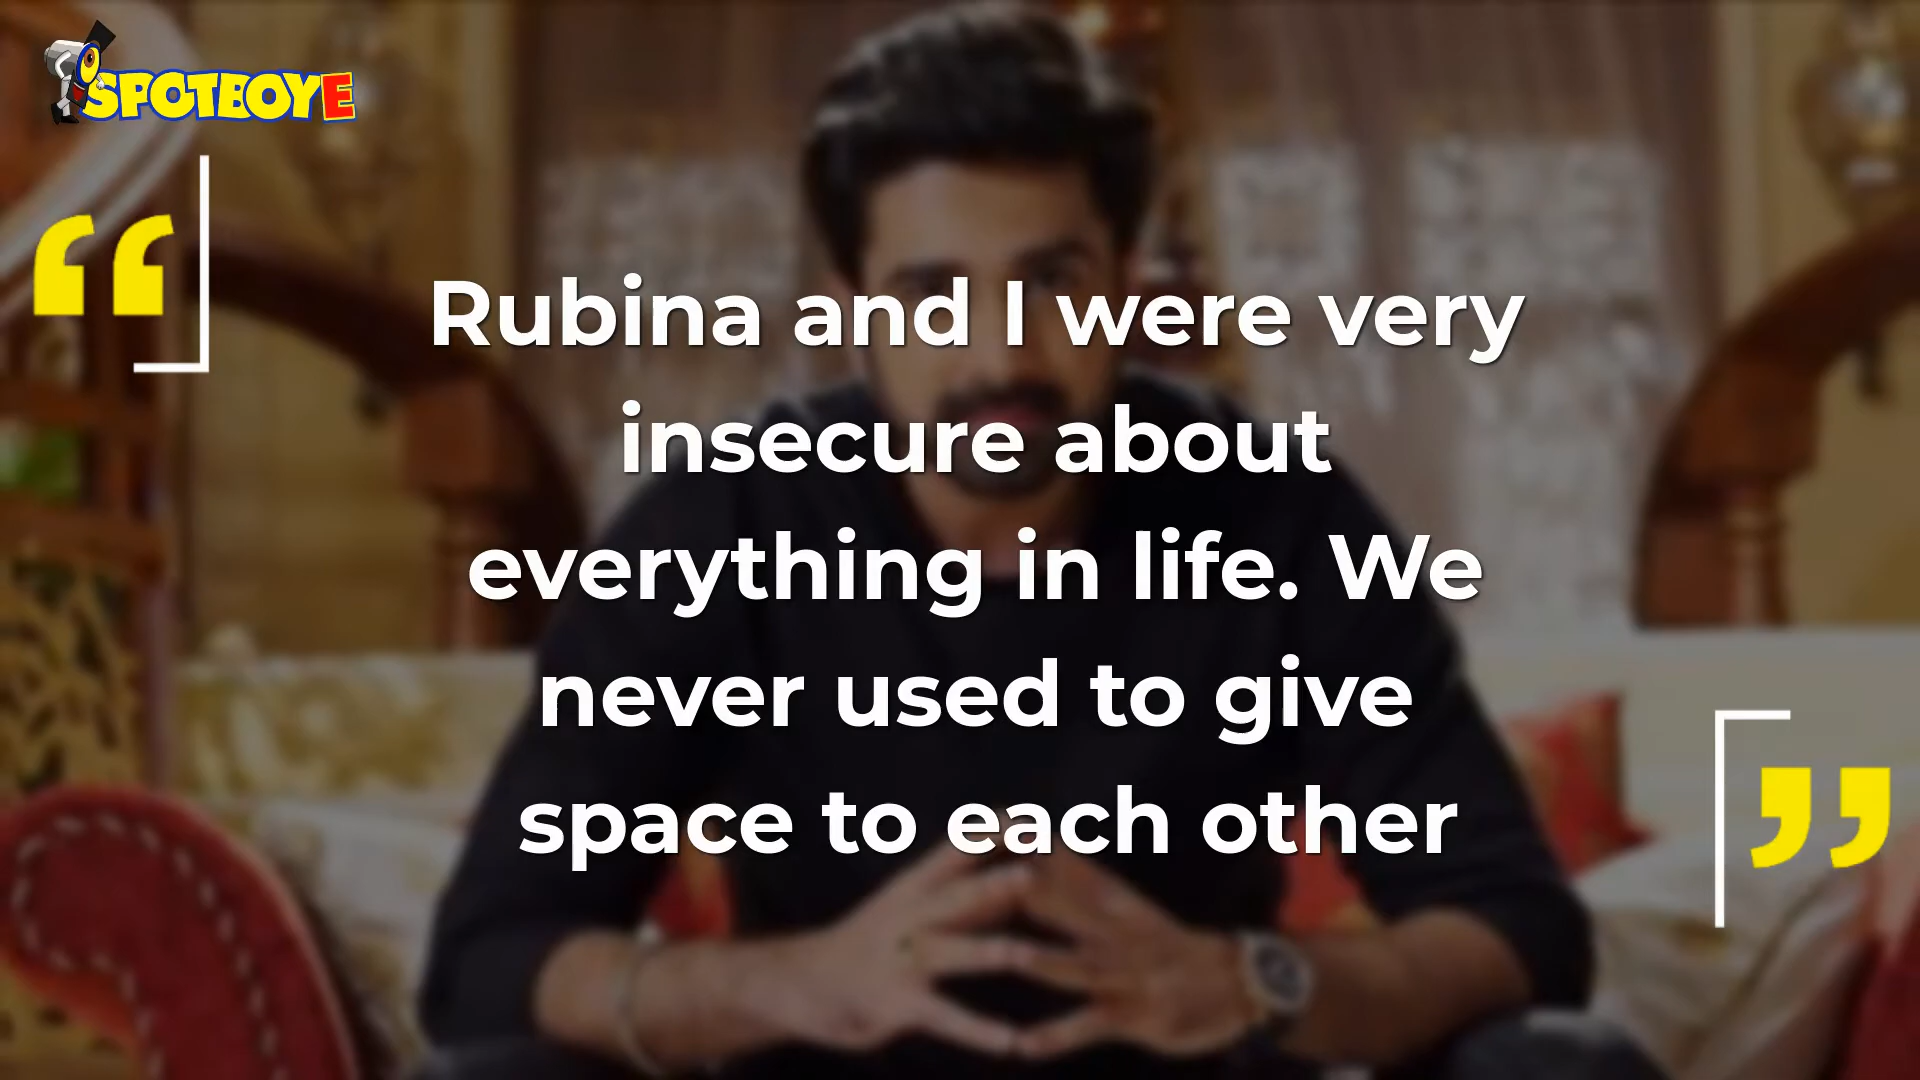 SPOTBOYE
“
Rubina and I were very
insecure about
everything in life. We
never used to give
space to each other
”